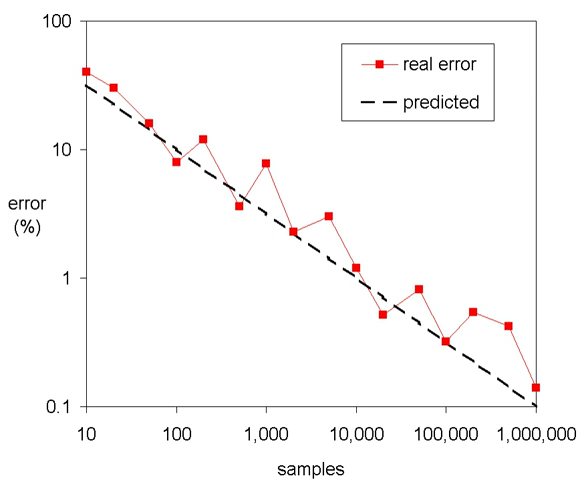 100
real error
predicted
10
error
(%)
1
0.1
10
100
1,000
10,000
100,000
1,000,000
samples